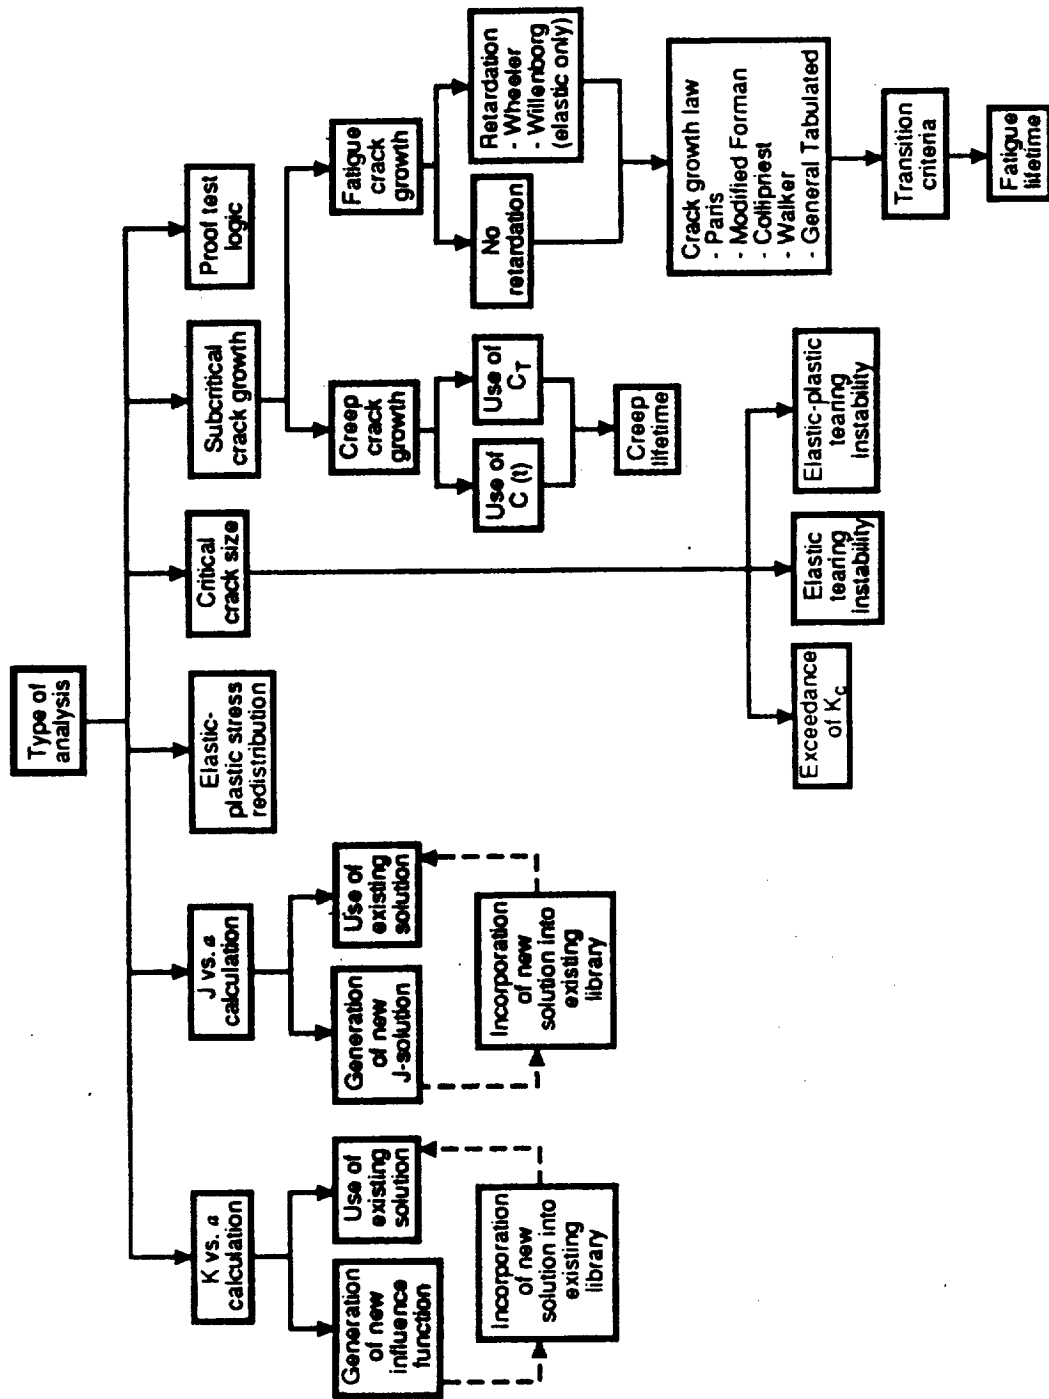 Type of
analysis
K vs. a
calculation
J vs. a
calculation
Elastic-
plastic stress
redistribution
Critical
crack size
Subcritical
crack growth
Proof test
logic
Generation
of new
influence
function
Use of
existing
solution
Generation
of new
J-solution
Use of
existing
solution
Creep
crack
growth
Fatigue
crack
growth
Incorporation
of new
solution into
existing
library
Incorporation
of new
solution into
existing
library
Use of
C (t)
Use of
CT
No
retardation
Retardation
- Wheeler
- Willenborg
(elastic only)
Creep
lifetime
Crack growth law
- Paris
- Modified Forman
- Collipriest
- Walker
- General Tabulated
Exceedance
of Kc
Elastic
tearing
instability
Elastic-plastic
tearing
instability
Transition
criteria
Fatigue
lifetime